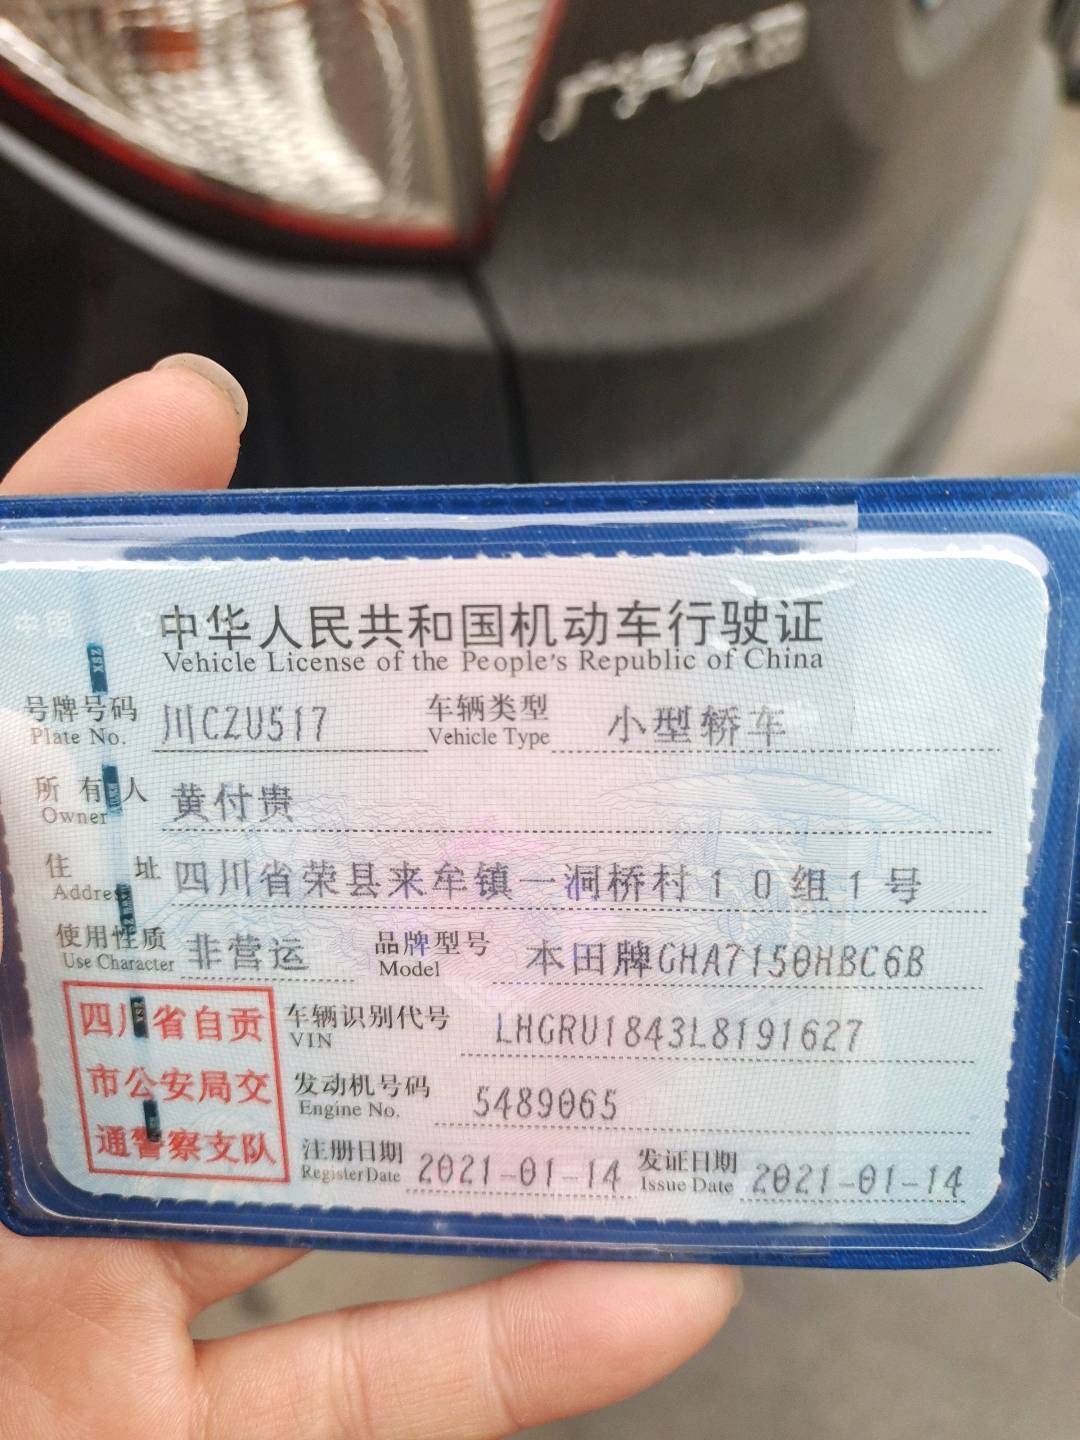 广汽本田
中华人民共和国机动车行驶证
Vehicle License of the People's Republic of China
号牌号码 川CZU517 车辆类型 小型轿车
Plate No. Vehicle Type
所有人 黄付贵
Owner
住址 四川省荣县来牟镇一洞桥村10组1号
Address
使用性质 非营运 品牌型号 本田牌GHA7150HBC6B
Use Character Model
四川省自贡
市公安局交
通警察支队
车辆识别代号 LHGRU1843L8191627
VIN
发动机号码 5489065
Engine No.
注册日期 2021-01-14 发证日期 2021-01-14
Register Date Issue Date